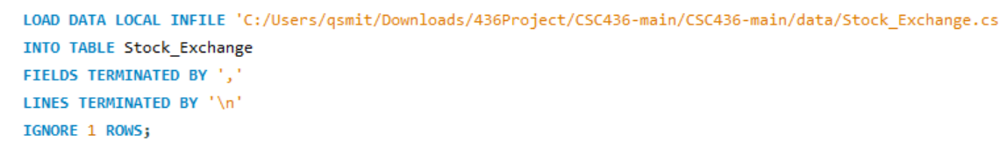 LOAD DATA LOCAL INFILE 'C:/Users/qsmit/Downloads/436Project/CSC436-main/CSC436-main/data/Stock_Exchange.cs
INTO TABLE Stock_Exchange
FIELDS TERMINATED BY ','
LINES TERMINATED BY '\n'
IGNORE 1 ROWS;